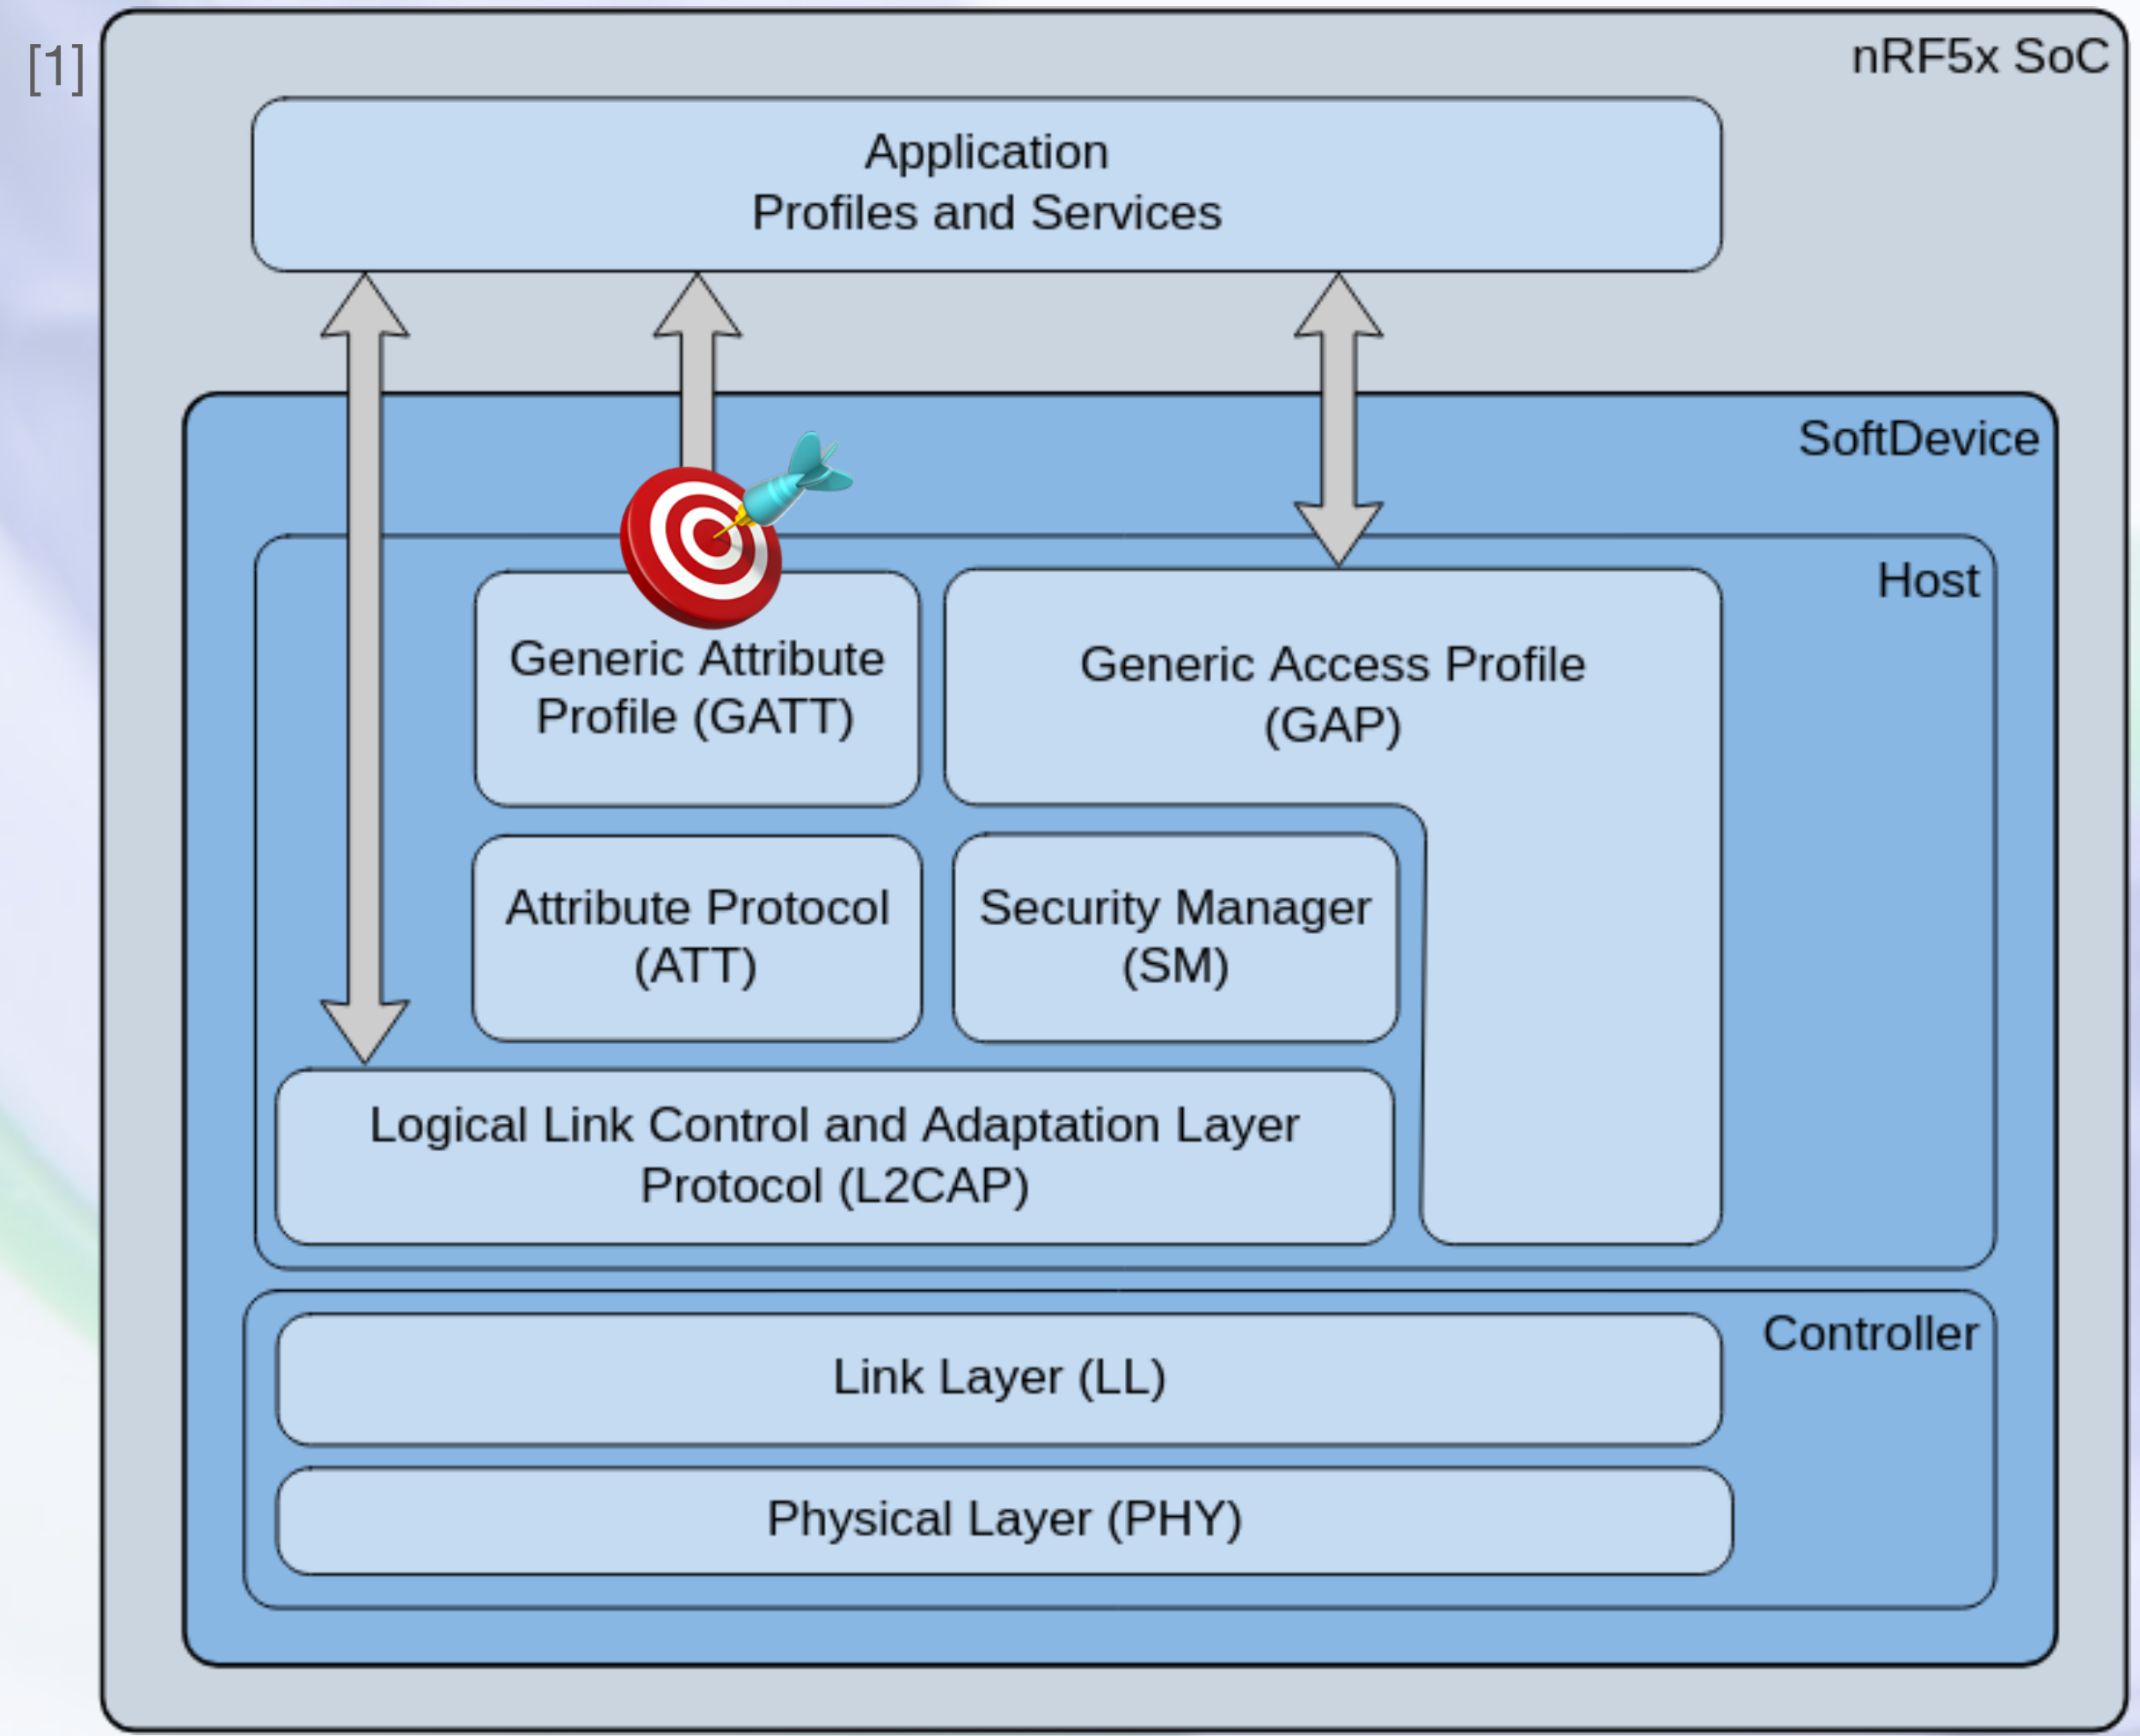 [1]
nRF5x SoC
Application
Profiles and Services
SoftDevice
Host
Generic Attribute
Profile (GATT)
Generic Access Profile
(GAP)
Attribute Protocol
(ATT)
Security Manager
(SM)
Logical Link Control and Adaptation Layer
Protocol (L2CAP)
Controller
Link Layer (LL)
Physical Layer (PHY)